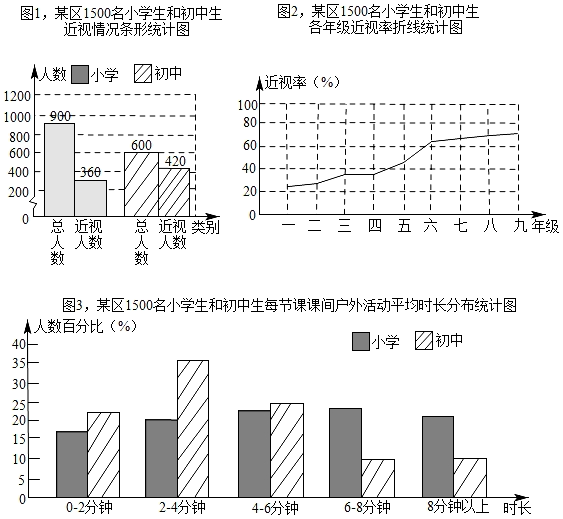 图1，某区1500名小学生和初中生
近视情况条形统计图
人数 小学 初中
1200
1000
800
600
400
200
0
900
360
600
420
总人数
近视人数
总人数
近视人数
类别
图2，某区1500名小学生和初中生
各年级近视率折线统计图
近视率（%）
100
80
60
40
20
0
一 二 三 四 五 六 七 八 九 年级
图3，某区1500名小学生和初中生每节课课间户外活动平均时长分布统计图
人数百分比（%）
小学 初中
40
35
30
25
20
15
10
5
0
0-2分钟 2-4分钟 4-6分钟 6-8分钟 8分钟以上 时长